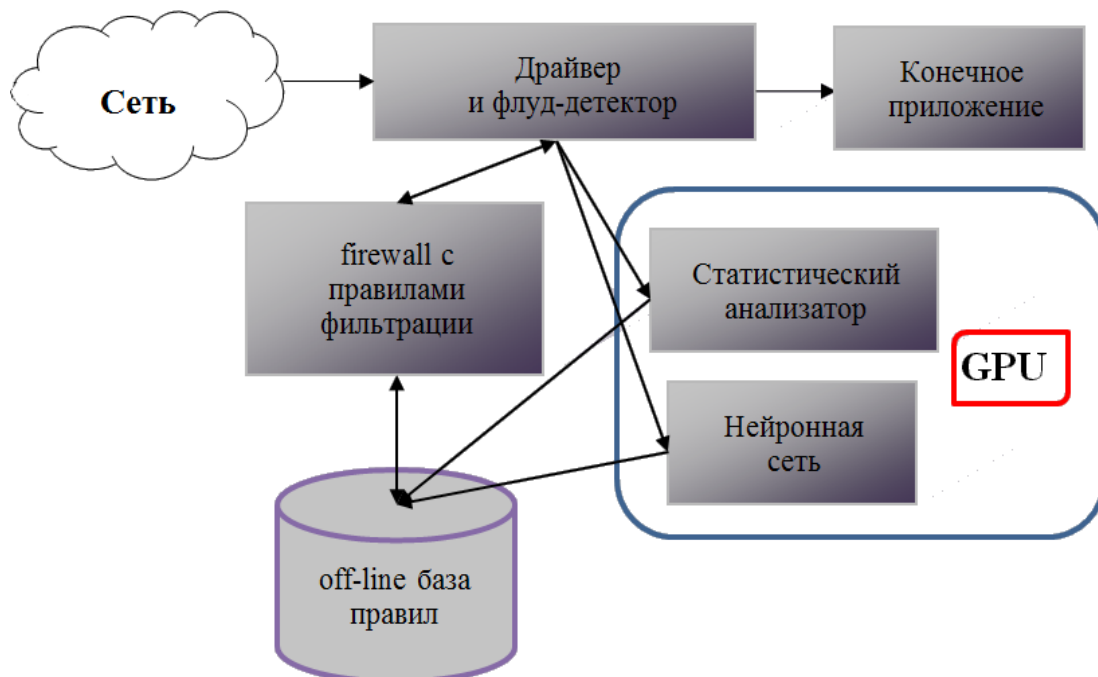 Сеть
Драйвер
и флуд-детектор
Конечное
приложение
firewall с
правилами
фильтрации
Статистический
анализатор
GPU
Нейронная
сеть
off-line база
правил